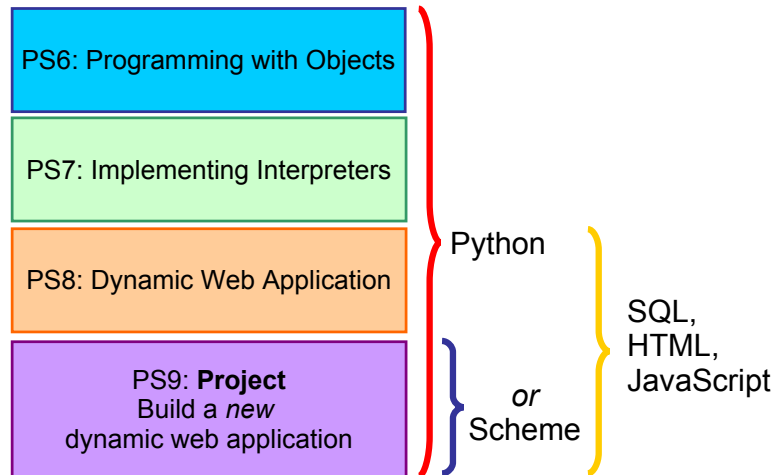 PS6: Programming with Objects
PS7: Implementing Interpreters
PS8: Dynamic Web Application
PS9: Project
Build a new
dynamic web application
Python
or
Scheme
SQL,
HTML,
JavaScript